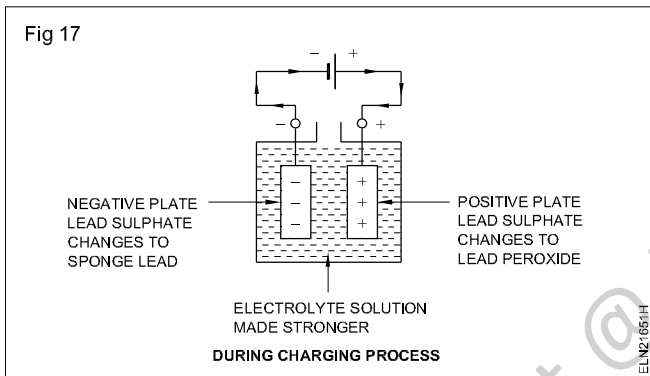 Fig 17
− +
− +
− +
− +
− +
NEGATIVE PLATE
LEAD SULPHATE
CHANGES TO
SPONGE LEAD
POSITIVE PLATE
LEAD SULPHATE
CHANGES TO
LEAD PEROXIDE
ELECTROLYTE SOLUTION
MADE STRONGER
DURING CHARGING PROCESS
ELN21651H
@